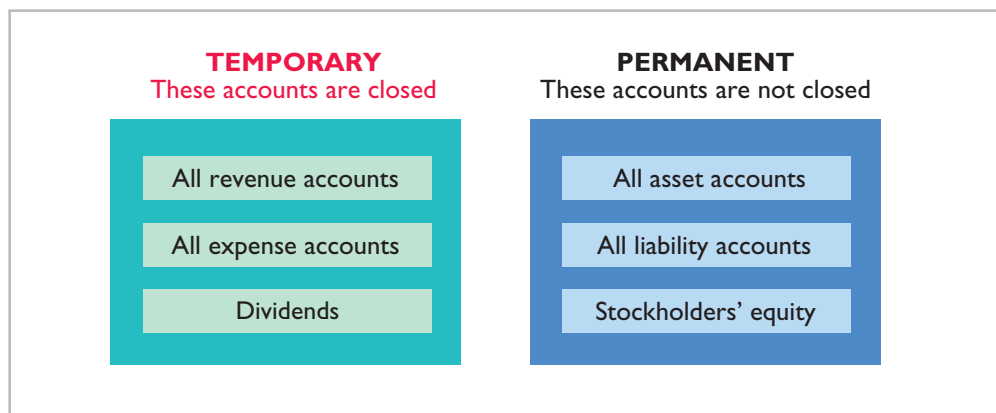 TEMPORARY
These accounts are closed
All revenue accounts
All expense accounts
Dividends
PERMANENT
These accounts are not closed
All asset accounts
All liability accounts
Stockholders’ equity